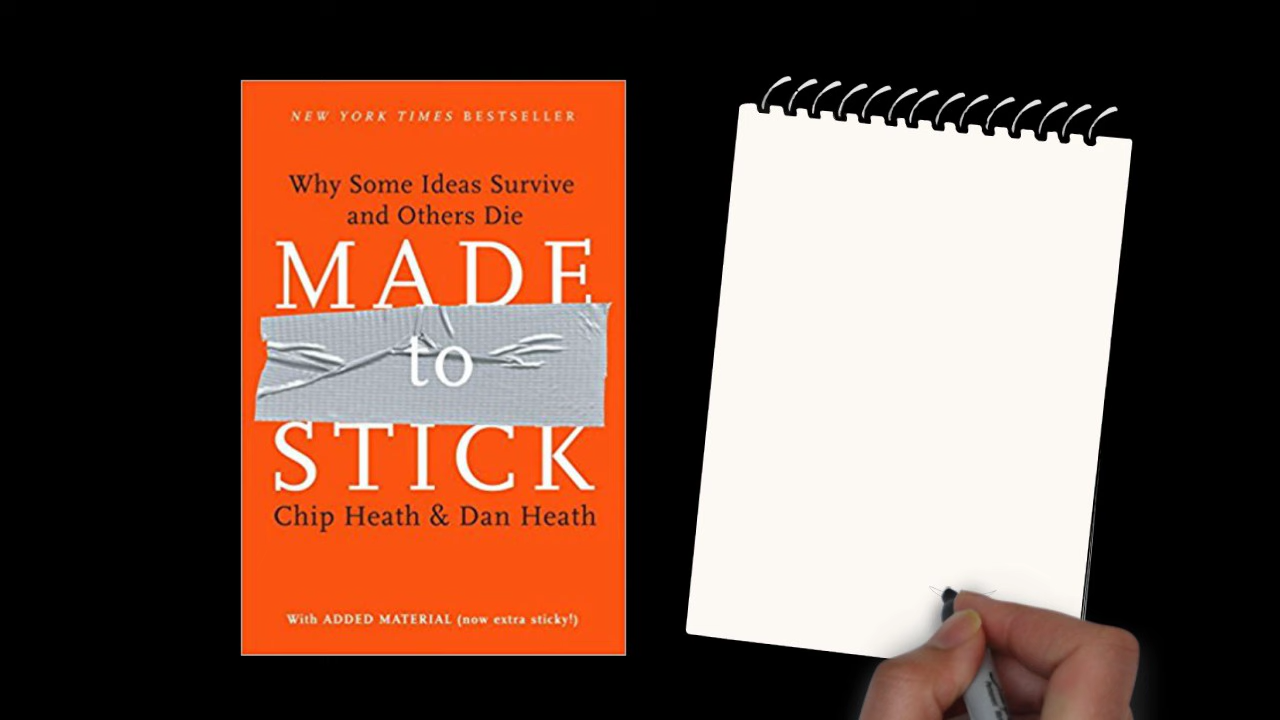 NEW YORK TIMES BESTSELLER
Why Some Ideas Survive
and Others Die
MADE
to
STICK
Chip Heath & Dan Heath
With ADDED MATERIAL (now extra sticky!)